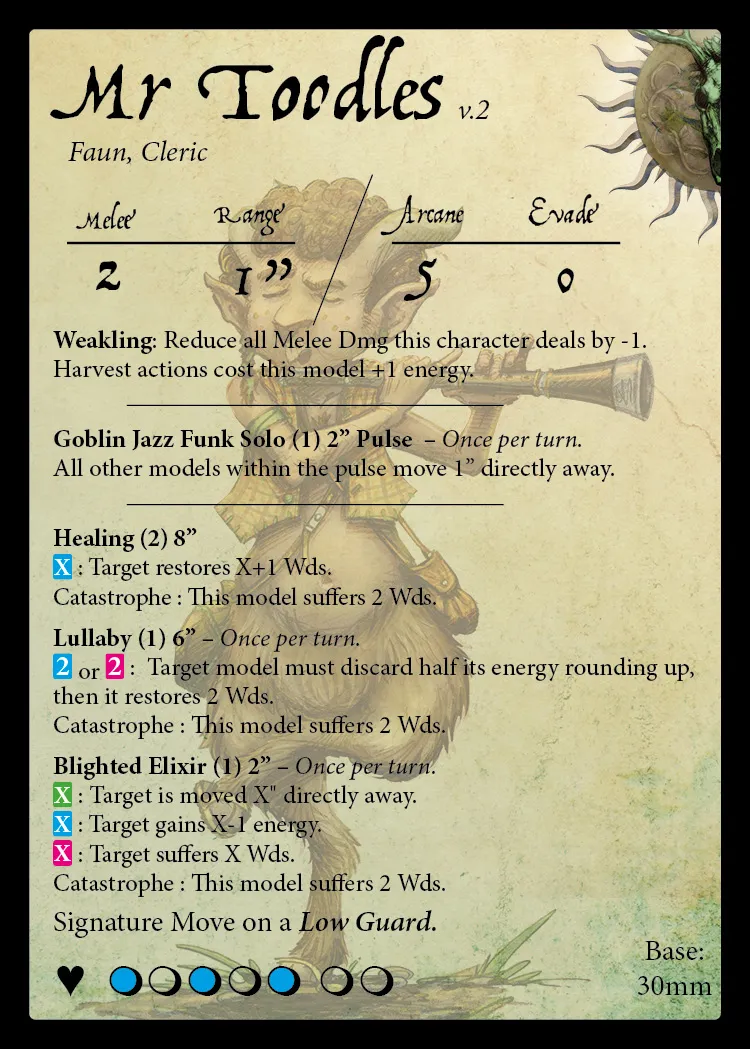 Mr Toodles v.2
Faun, Cleric
Melee Range Arcane Evade
2 1” 5 0
Weakling: Reduce all Melee Dmg this character deals by -1.
Harvest actions cost this model +1 energy.
Goblin Jazz Funk Solo (1) 2” Pulse – Once per turn.
All other models within the pulse move 1” directly away.
Healing (2) 8”
X : Target restores X+1 Wds.
Catastrophe : This model suffers 2 Wds.
Lullaby (1) 6” – Once per turn.
2 or 2 : Target model must discard half its energy rounding up,
then it restores 2 Wds.
Catastrophe : This model suffers 2 Wds.
Blighted Elixir (1) 2” – Once per turn.
X : Target is moved X" directly away.
X : Target gains X-1 energy.
X : Target suffers X Wds.
Catastrophe : This model suffers 2 Wds.
Signature Move on a Low Guard.
Base:
30mm